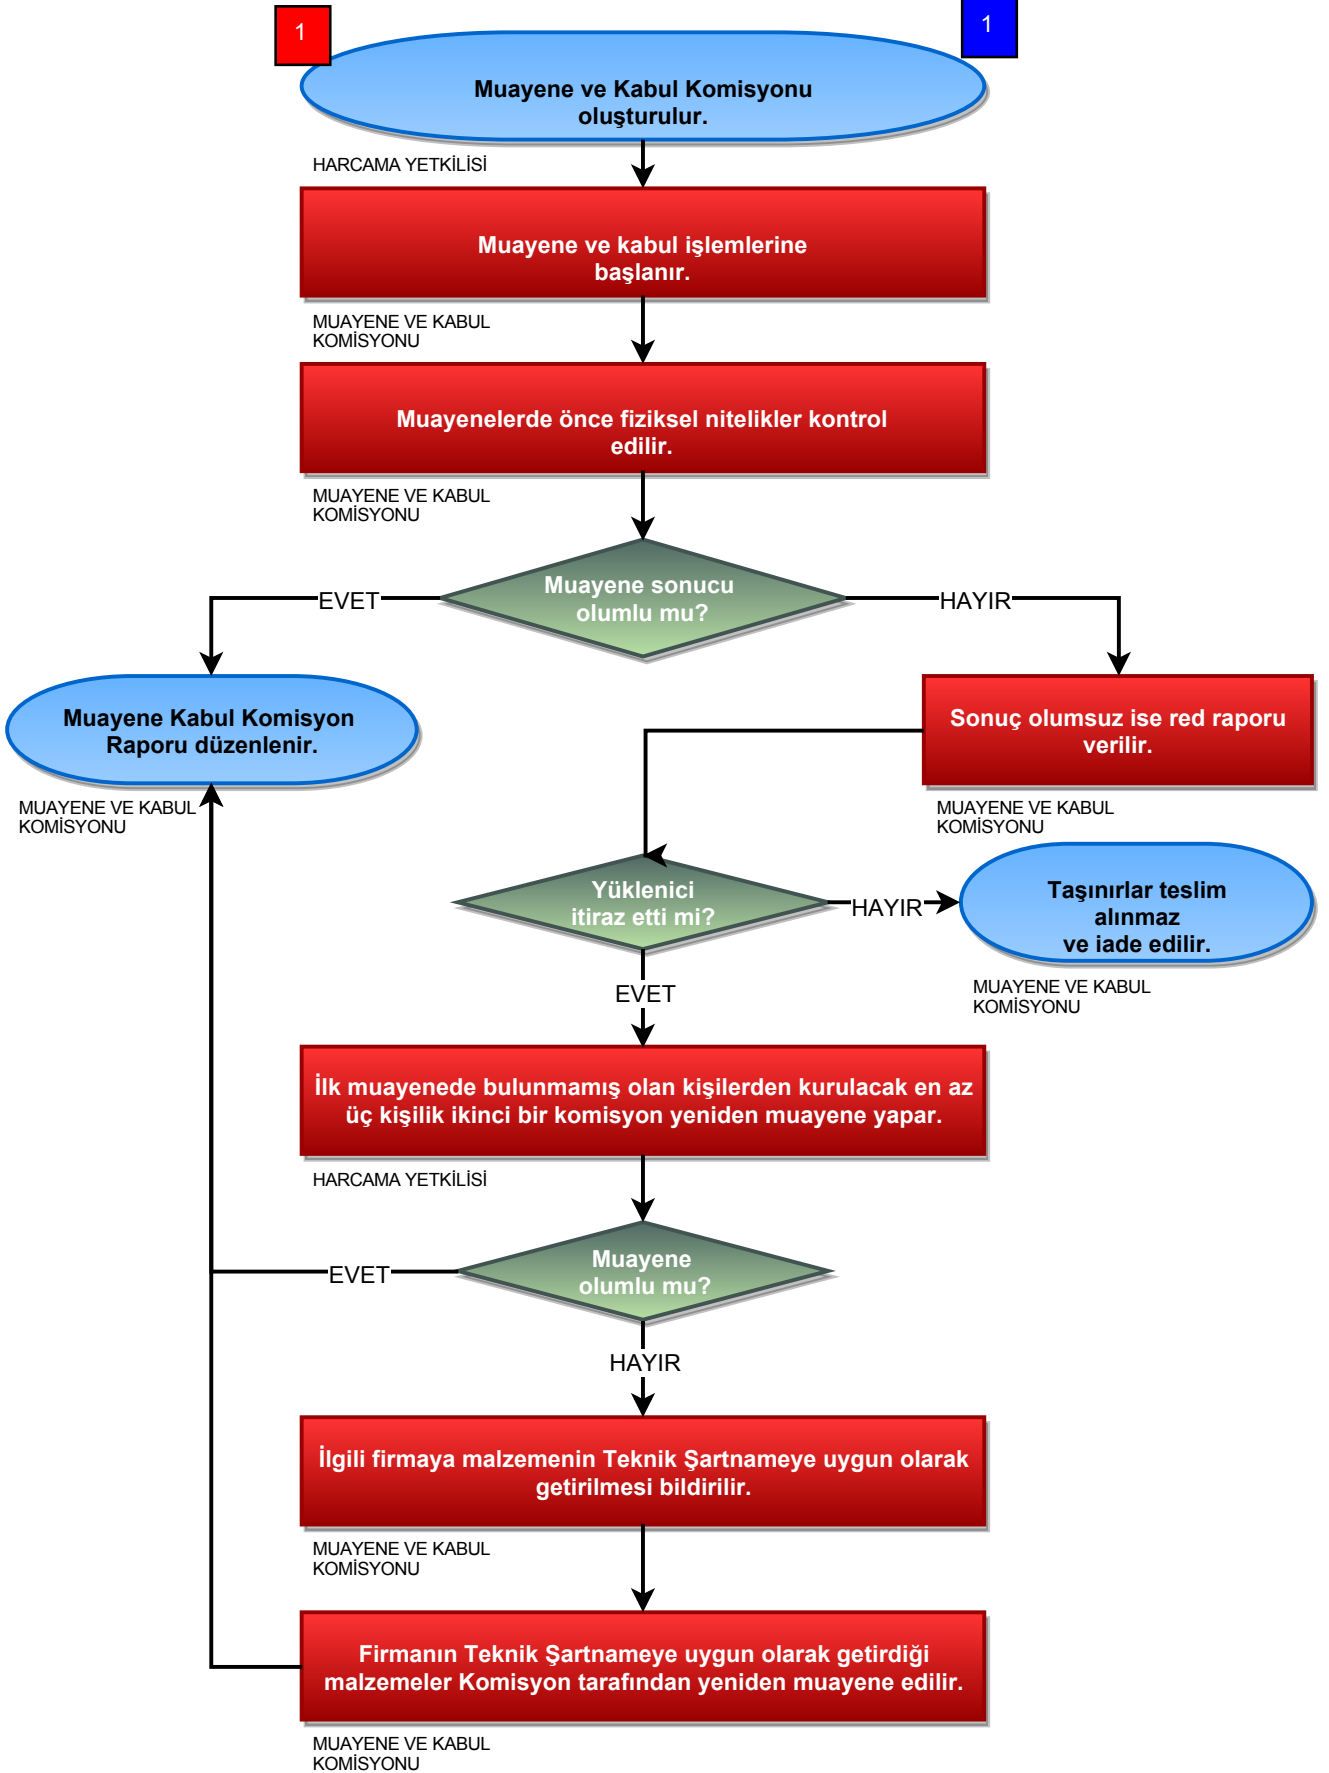 1
1
Muayene ve Kabul Komisyonu
oluşturulur.
HARCAMA YETKİLİSİ
Muayene ve kabul işlemlerine
başlanır.
MUAYENE VE KABUL
KOMİSYONU
Muayenelerde önce fiziksel nitelikler kontrol
edilir.
MUAYENE VE KABUL
KOMİSYONU
Muayene sonucu
olumlu mu?
EVET
HAYIR
Muayene Kabul Komisyon
Raporu düzenlenir.
MUAYENE VE KABUL
KOMİSYONU
Sonuç olumsuz ise red raporu
verilir.
MUAYENE VE KABUL
KOMİSYONU
Yüklenici
itiraz etti mi?
HAYIR
Taşınırlar teslim
alınmaz
ve iade edilir.
MUAYENE VE KABUL
KOMİSYONU
EVET
İlk muayenede bulunmamış olan kişilerden kurulacak en az
üç kişilik ikinci bir komisyon yeniden muayene yapar.
HARCAMA YETKİLİSİ
Muayene
olumlu mu?
EVET
HAYIR
İlgili firmaya malzemenin Teknik Şartnameye uygun olarak
getirilmesi bildirilir.
MUAYENE VE KABUL
KOMİSYONU
Firmanın Teknik Şartnameye uygun olarak getirdiği
malzemeler Komisyon tarafından yeniden muayene edilir.
MUAYENE VE KABUL
KOMİSYONU